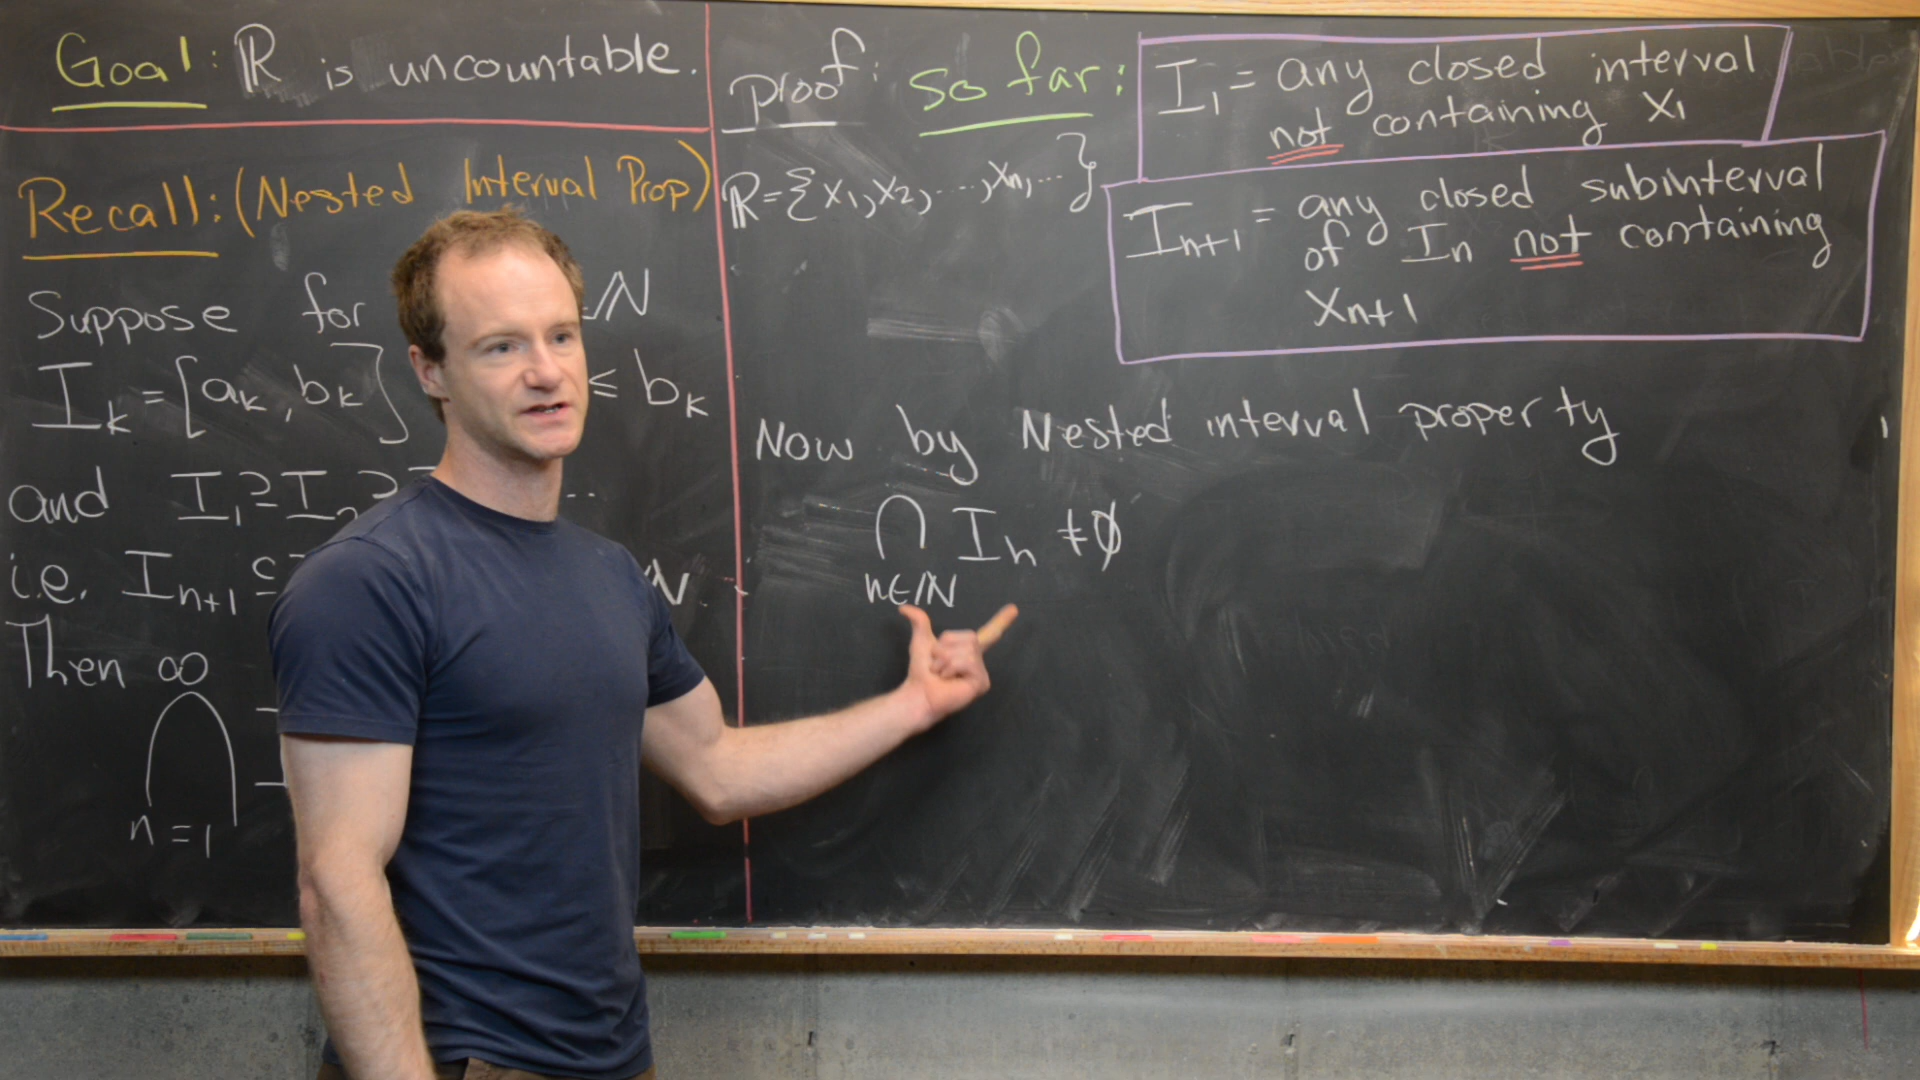 Goal: ℝ is uncountable.
Recall: (Nested Interval Prop)
Suppose for ℕ
I_k = [a_k, b_k] ≤ b_k
and I_1 ⊇ I_2 ⊇ ...
i.e. I_{n+1} ⊆ ℕ.
Then
∞
⋂
n=1
Proof: So far:
ℝ = {x_1, x_2, ..., x_n, ... }
I_1 = any closed interval
not containing x_1
I_{n+1} = any closed subinterval
of I_n not containing
x_{n+1}
Now by Nested interval property
⋂ I_n ≠ ∅
n∈ℕ